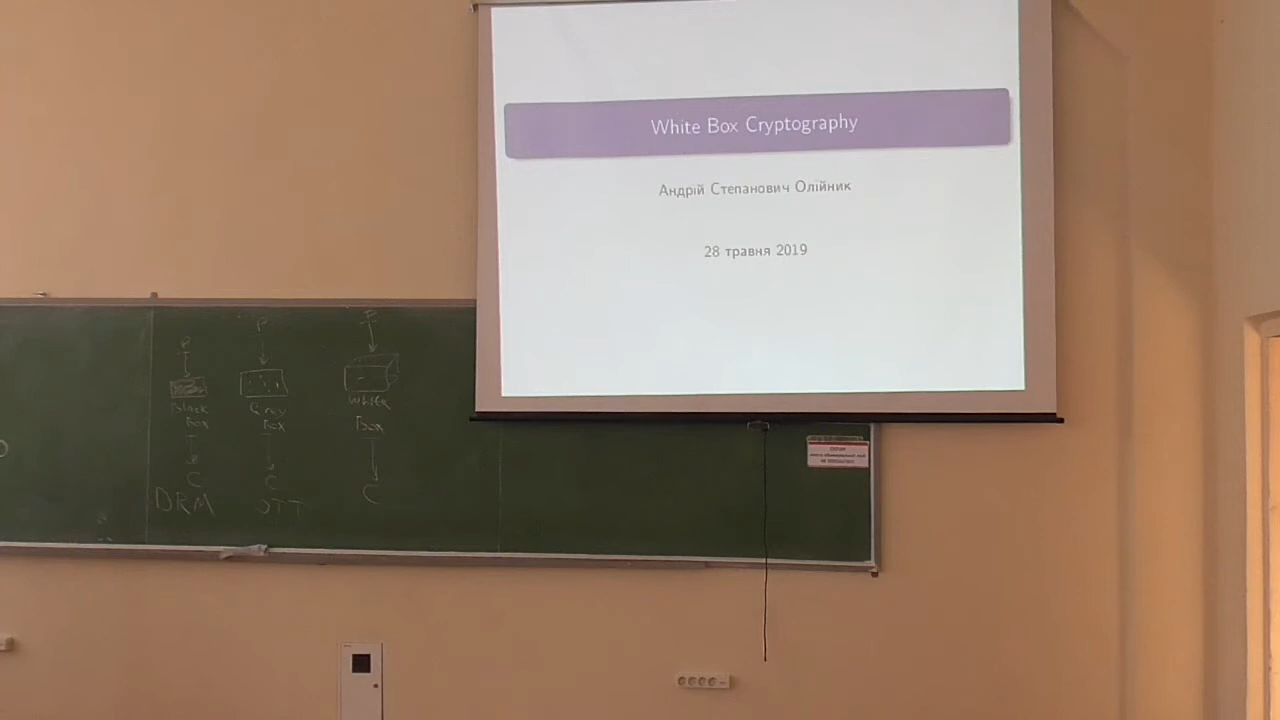 White Box Cryptography
Андрій Степанович Олійник
28 травня 2019
P
P
P
Black
Box
C
Grey
Box
C
White
Box
C
DRM
OTT